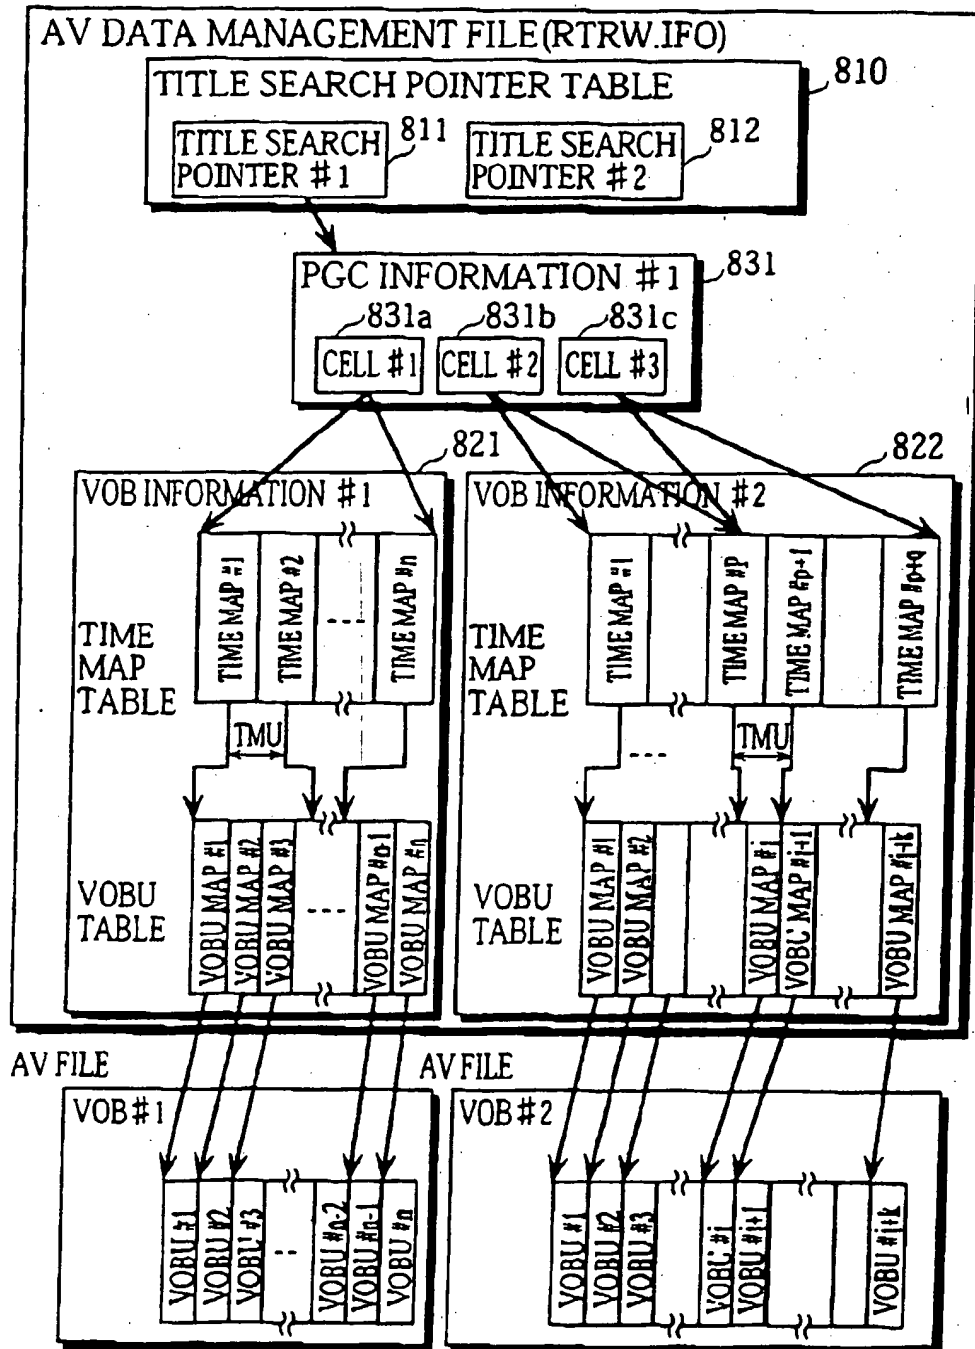 AV DATA MANAGEMENT FILE(RTRW.IFO)
TITLE SEARCH POINTER TABLE
810
TITLE SEARCH
POINTER #1
811
TITLE SEARCH
POINTER #2
812
PGC INFORMATION #1
831
831a
831b
831c
CELL #1
CELL #2
CELL #3
821
822
VOB INFORMATION #1
TIME
MAP
TABLE
TIME MAP #1
TIME MAP #2
TIME MAP #n
TMU
VOBU
TABLE
VOBU MAP #1
VOBU MAP #2
VOBU MAP #3
VOBU MAP #n-1
VOBU MAP #n
VOB INFORMATION #2
TIME
MAP
TABLE
TIME MAP #1
TIME MAP #P
TIME MAP #p+1
TIME MAP #p+q
TMU
VOBU
TABLE
VOBU MAP #1
VOBU MAP #2
VOBU MAP #i
VOBU MAP #i+1
VOBU MAP #i+k
AV FILE
VOB #1
VOBU #1
VOBU #2
VOBU #3
VOBU #n-2
VOBU #n-1
VOBU #n
AV FILE
VOB #2
VOBU #1
VOBU #2
VOBU #3
VOBU #i
VOBU #i+1
VOBU #i+k